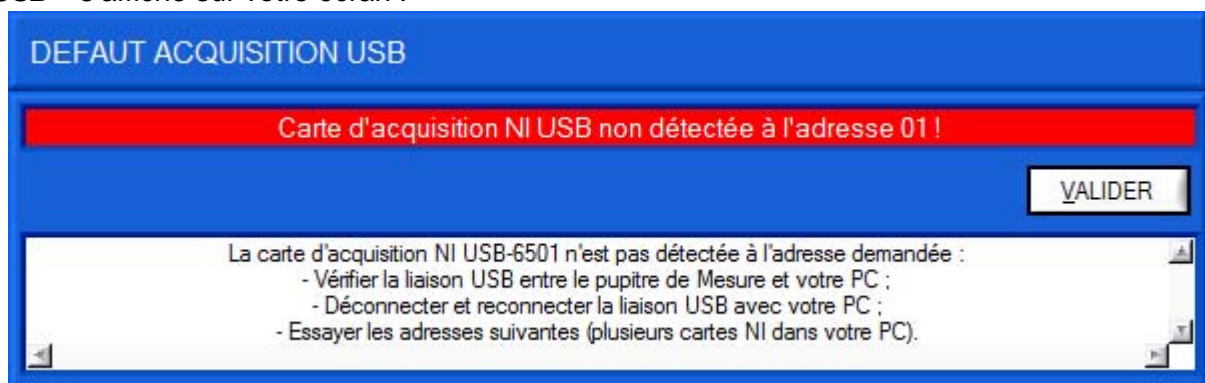 DEFAUT ACQUISITION USB
Carte d'acquisition NI USB non détectée à l'adresse 01 !
VALIDER
La carte d'acquisition NI USB-6501 n'est pas détectée à l'adresse demandée :
- Vérifier la liaison USB entre le pupitre de Mesure et votre PC ;
- Déconnecter et reconnecter la liaison USB avec votre PC ;
- Essayer les adresses suivantes (plusieurs cartes NI dans votre PC).